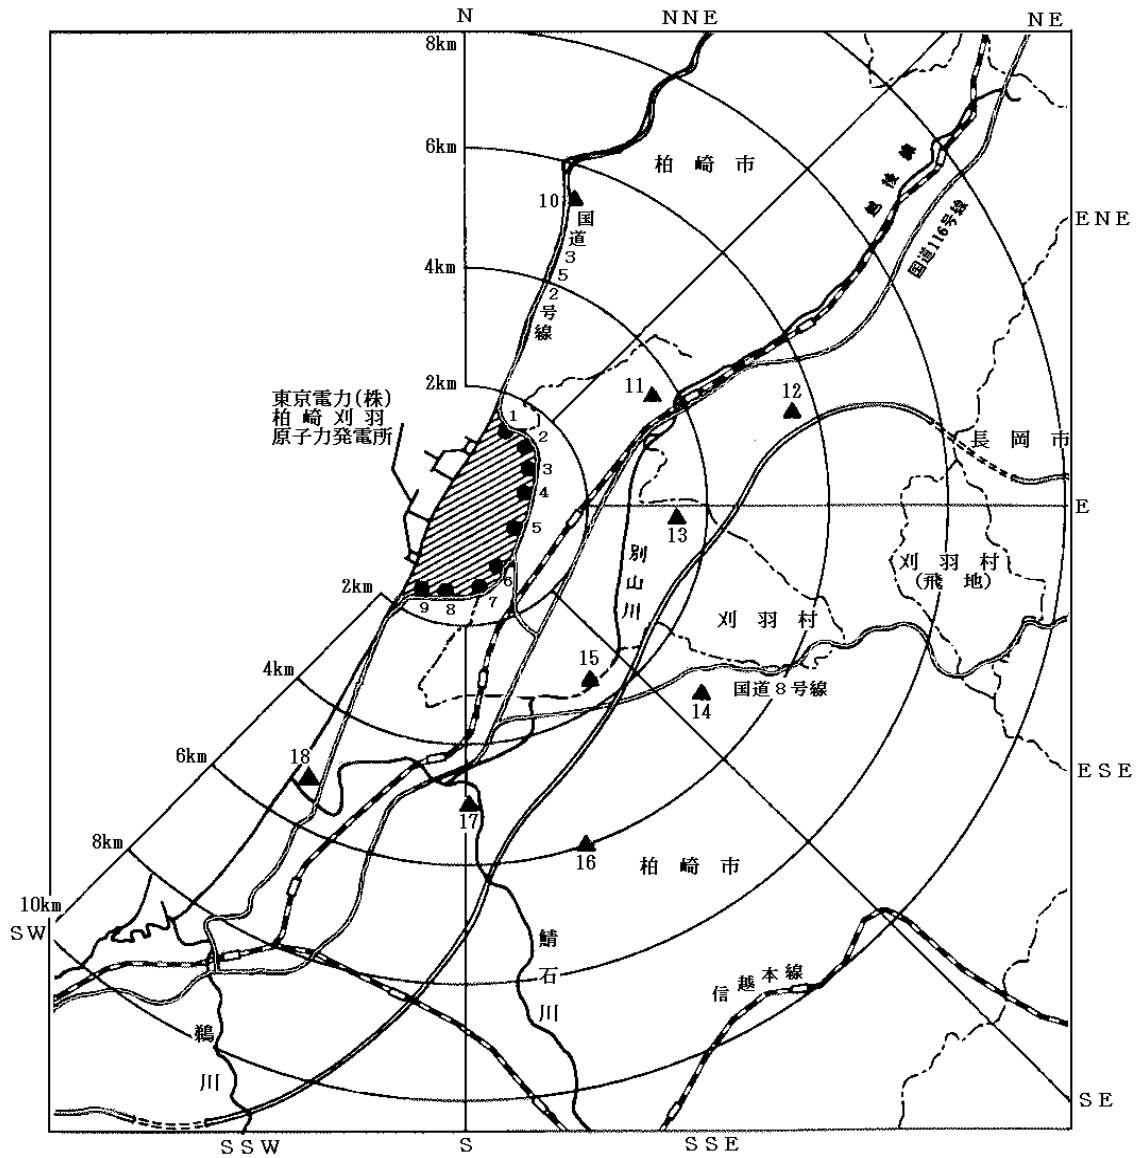 N
NNE
NE
8km
6km
柏崎市
越後線
10
国道352号線
ENE
国道116号線
4km
2km
11
12
東京電力(株)
柏崎刈羽
原子力発電所
1
2
3
4
5
6
7
8
9
長岡市
E
13
別山川
刈羽村
(飛地)
2km
刈羽村
15
14
国道8号線
4km
18
6km
ESE
17
16
8km
柏崎市
10km
SW
鯖石川
信越本線
鵜川
SE
SSW
S
SSE